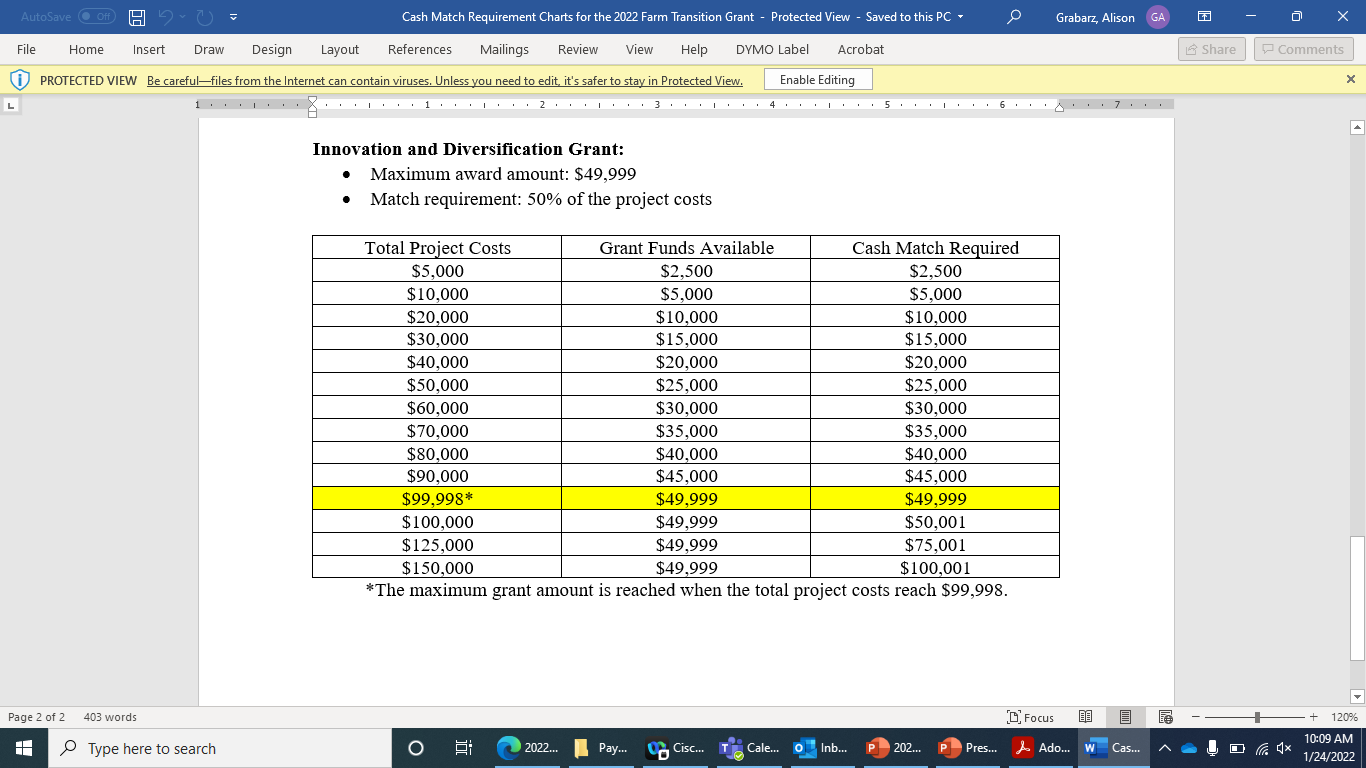 AutoSave Off Cash Match Requirement Charts for the 2022 Farm Transition Grant - Protected View - Saved to this PC Grabarz, Alison GA
File Home Insert Draw Design Layout References Mailings Review View Help DYMO Label Acrobat Share Comments
PROTECTED VIEW Be careful—files from the Internet can contain viruses. Unless you need to edit, it's safer to stay in Protected View. Enable Editing
1 1 2 3 4 5 6 7
Innovation and Diversification Grant:
• Maximum award amount: $49,999
• Match requirement: 50% of the project costs
Total Project Costs Grant Funds Available Cash Match Required
$5,000 $2,500 $2,500
$10,000 $5,000 $5,000
$20,000 $10,000 $10,000
$30,000 $15,000 $15,000
$40,000 $20,000 $20,000
$50,000 $25,000 $25,000
$60,000 $30,000 $30,000
$70,000 $35,000 $35,000
$80,000 $40,000 $40,000
$90,000 $45,000 $45,000
$99,998* $49,999 $49,999
$100,000 $49,999 $50,001
$125,000 $49,999 $75,001
$150,000 $49,999 $100,001
*The maximum grant amount is reached when the total project costs reach $99,998.
Page 2 of 2 403 words Focus 120%
Type here to search 2022... Pay... Cisc... Cale... Inb... 202... Pres... Ado... Cas... 10:09 AM
1/24/2022